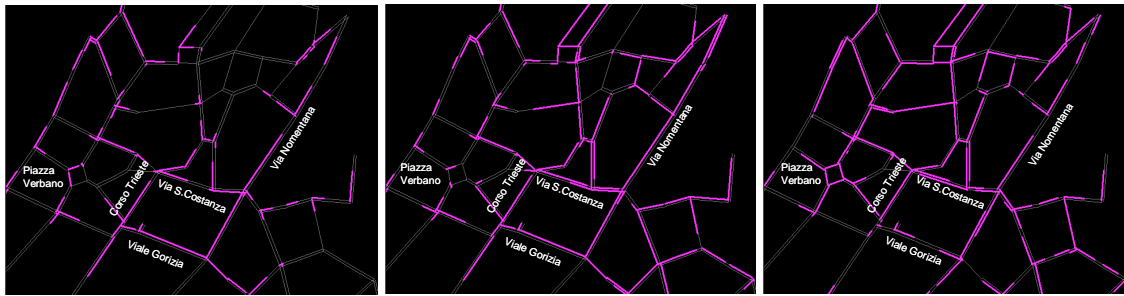 Via Nomentana
Piazza
Verbano
Corso Trieste
Via S.Costanza
Viale Gorizia
Via Nomentana
Piazza
Verbano
Corso Trieste
Via S.Costanza
Viale Gorizia
Via Nomentana
Piazza
Verbano
Corso Trieste
Via S.Costanza
Viale Gorizia